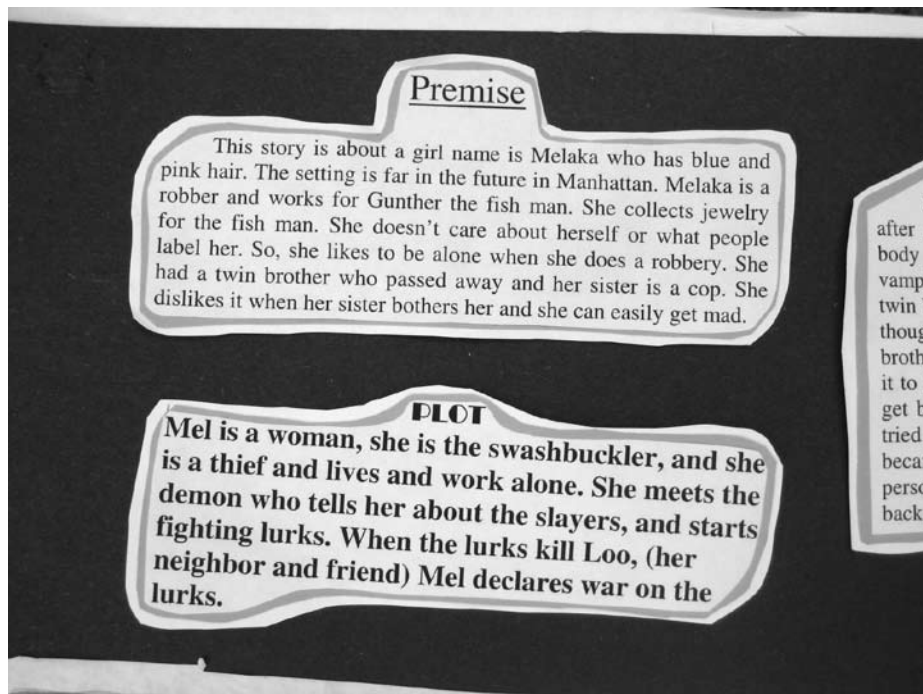 Premise
This story is about a girl name is Melaka who has blue and
pink hair. The setting is far in the future in Manhattan. Melaka is a
robber and works for Gunther the fish man. She collects jewelry
for the fish man. She doesn't care about herself or what people
label her. So, she likes to be alone when she does a robbery. She
had a twin brother who passed away and her sister is a cop. She
dislikes it when her sister bothers her and she can easily get mad.
PLOT
Mel is a woman, she is the swashbuckler, and she
is a thief and lives and work alone. She meets the
demon who tells her about the slayers, and starts
fighting lurks. When the lurks kill Loo, (her
neighbor and friend) Mel declares war on the
lurks.
after
body
vamp
twin
thoug
broth
it to
get b
tried
becau
perso
back